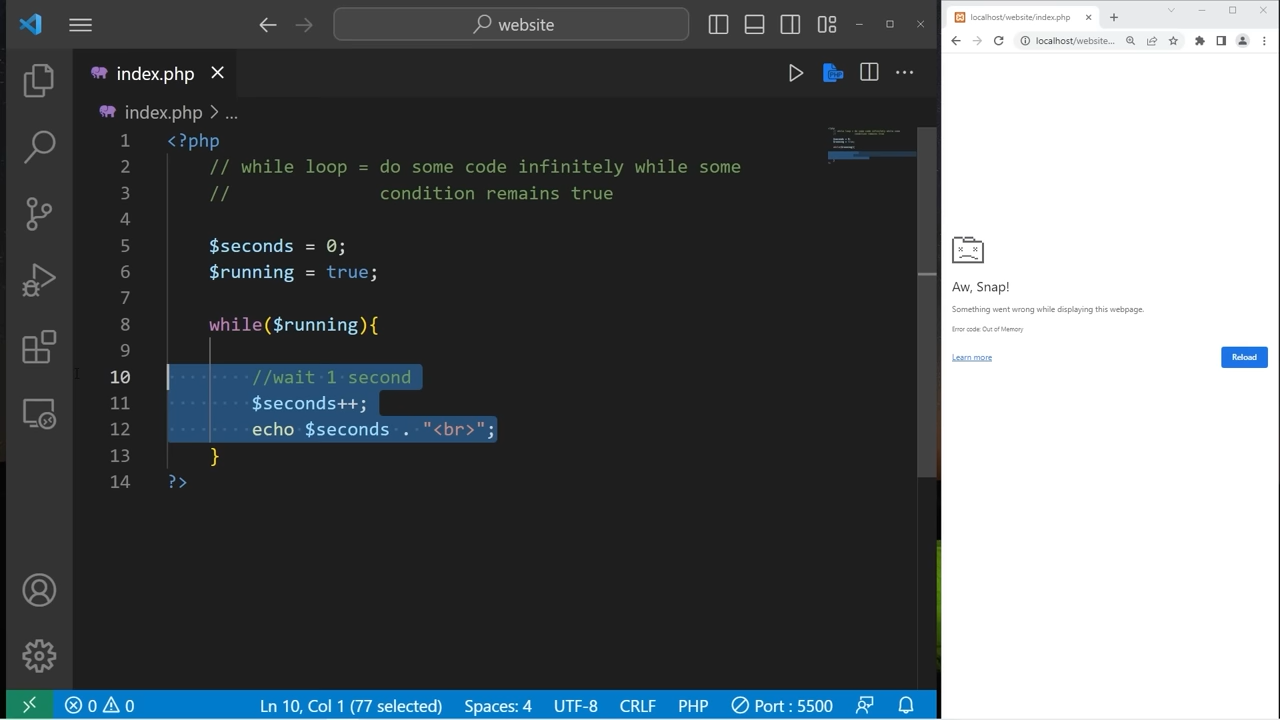 website
index.php
index.php > ...
1 <?php
2 // while loop = do some code infinitely while some
3 // condition remains true
4
5 $seconds = 0;
6 $running = true;
7
8 while($running){
9
10 //wait 1 second
11 $seconds++;
12 echo $seconds . "<br>";
13 }
14 ?>
0 0
Ln 10, Col 1 (77 selected)
Spaces: 4
UTF-8
CRLF
PHP
Port : 5500
localhost/website/index.php
localhost/website...
Aw, Snap!
Something went wrong while displaying this webpage.
Error code: Out of Memory
Learn more
Reload